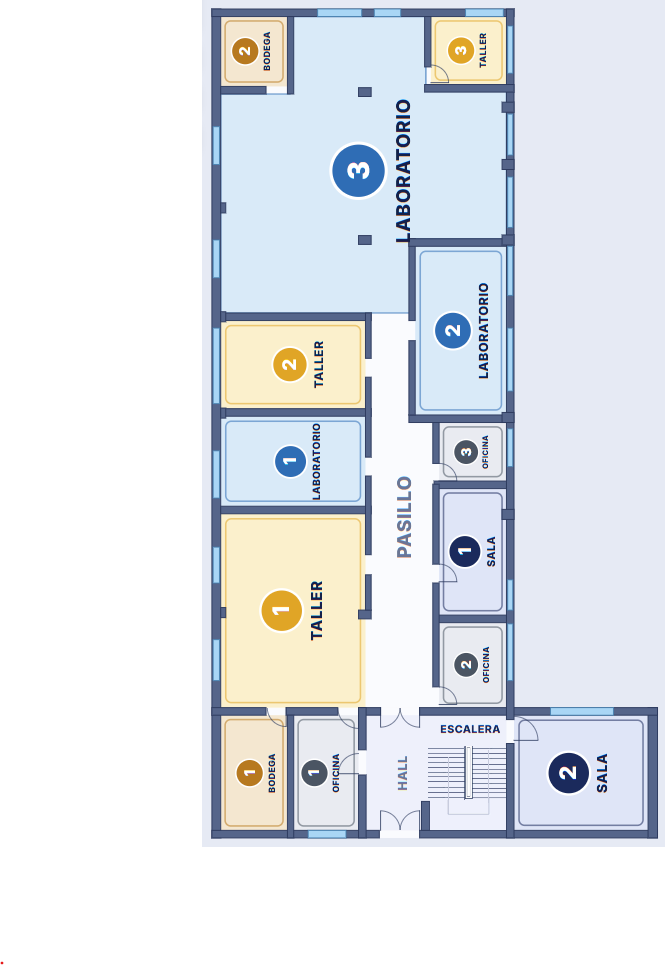 2
BODEGA
3
TALLER
3
LABORATORIO
2
LABORATORIO
2
TALLER
1
LABORATORIO
3
OFICINA
PASILLO
1
SALA
1
TALLER
2
OFICINA
ESCALERA
1
BODEGA
1
OFICINA
HALL
2
SALA